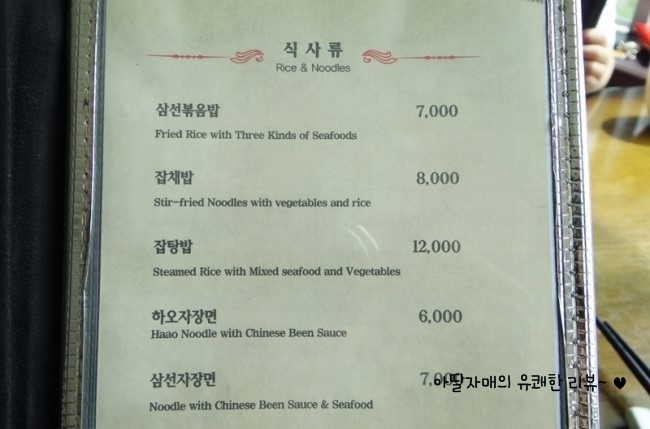 식사류
Rice & Noodles
삼선볶음밥 7,000
Fried Rice with Three Kinds of Seafoods
잡채밥 8,000
Stir-fried Noodles with vegetables and rice
잡탕밥 12,000
Steamed Rice with Mixed seafood and Vegetables
하오자장면 6,000
Haao Noodle with Chinese Been Sauce
삼선자장면
Noodle with Chinese Been Sauce & Seafood
아딸자매의 유쾌한 리뷰~ ♥